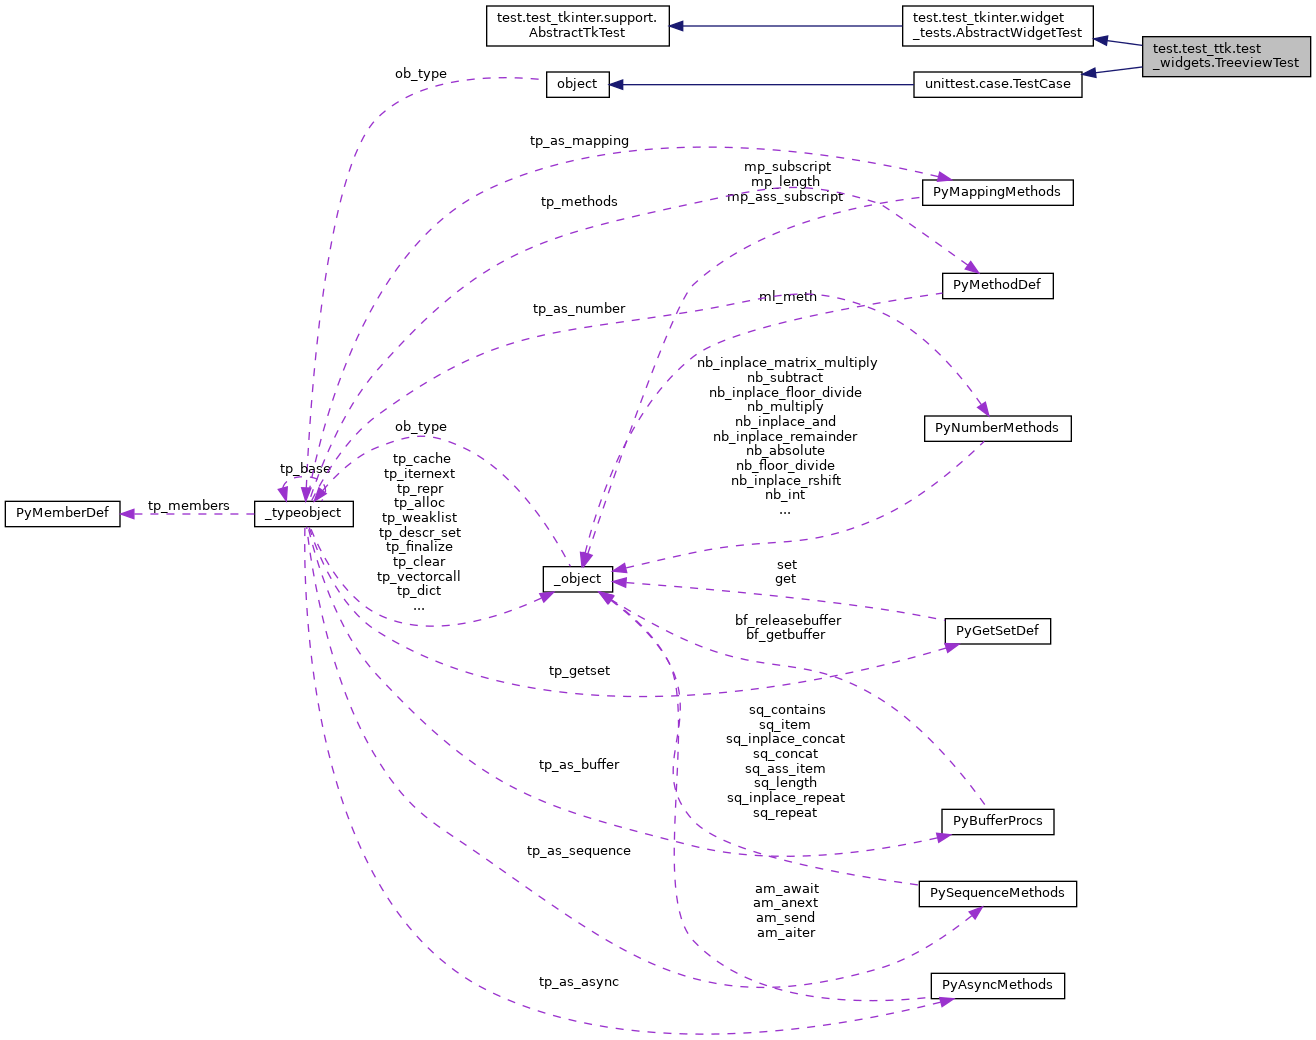 test.test_tkinter.support.
AbstractTkTest
test.test_tkinter.widget
_tests.AbstractWidgetTest
test.test_ttk.test
_widgets.TreeviewTest
ob_type
object
unittest.case.TestCase
tp_as_mapping
mp_subscript
mp_length
mp_ass_subscript
PyMappingMethods
tp_methods
PyMethodDef
ml_meth
tp_as_number
nb_inplace_matrix_multiply
nb_subtract
nb_inplace_floor_divide
nb_multiply
nb_inplace_and
nb_inplace_remainder
nb_absolute
nb_floor_divide
nb_inplace_rshift
nb_int
...
PyNumberMethods
ob_type
tp_cache
tp_iternext
tp_repr
tp_alloc
tp_weaklist
tp_descr_set
tp_finalize
tp_clear
tp_vectorcall
tp_dict
...
tp_base
PyMemberDef
tp_members
_typeobject
_object
set
get
PyGetSetDef
bf_releasebuffer
bf_getbuffer
tp_getset
sq_contains
sq_item
sq_inplace_concat
sq_concat
sq_ass_item
sq_length
sq_inplace_repeat
sq_repeat
tp_as_buffer
PyBufferProcs
tp_as_sequence
PySequenceMethods
am_await
am_anext
am_send
am_aiter
tp_as_async
PyAsyncMethods